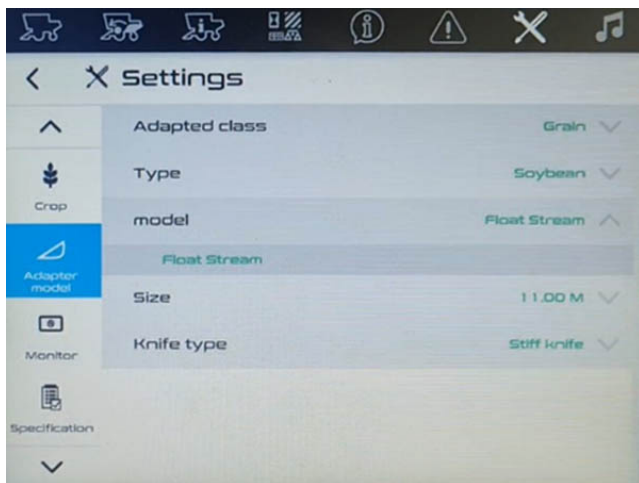 Settings
Adapted class
Grain
Type
Soybean
Crop
model
Float Stream
Float Stream
Adapter
model
Size
11.00 M
Knife type
Stiff knife
Monitor
Specification